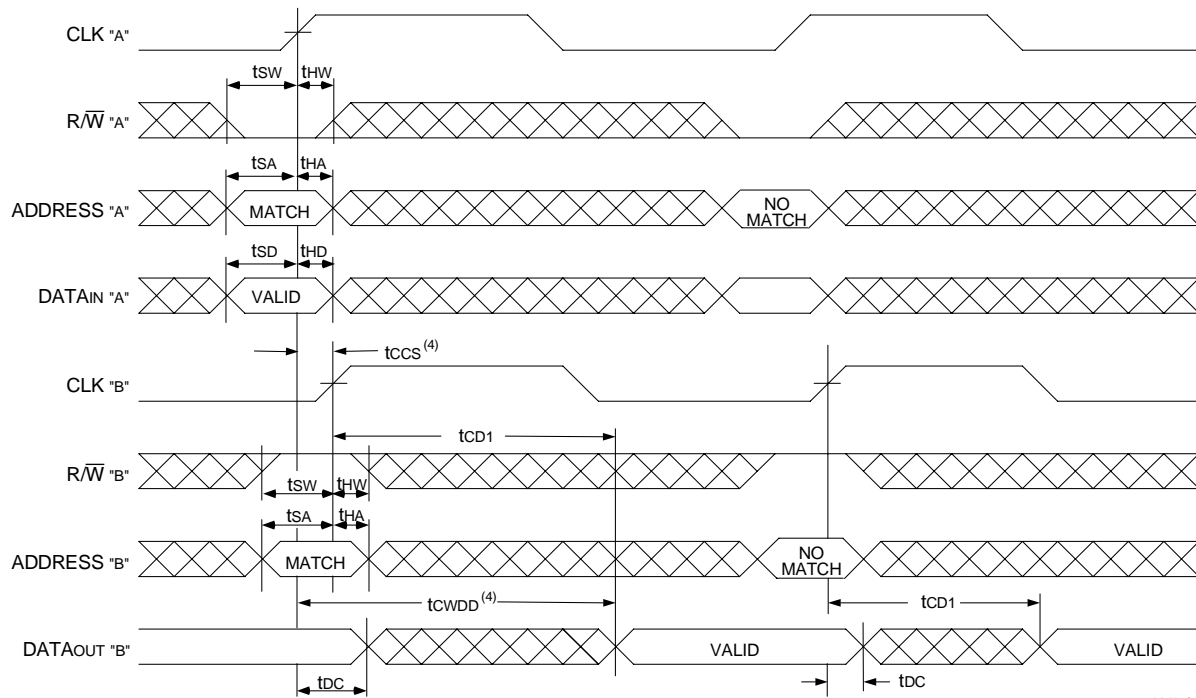 CLK "A"
tSW tHW
R/W̅ "A"
tSA tHA
ADDRESS "A" MATCH NO MATCH
tSD tHD
DATAIN "A" VALID
tCCS (4)
CLK "B"
tCD1
R/W̅ "B"
tSW tHW
tSA tHA
ADDRESS "B" MATCH NO MATCH
tCWDD (4) tCD1
DATAOUT "B" VALID VALID
tDC tDC